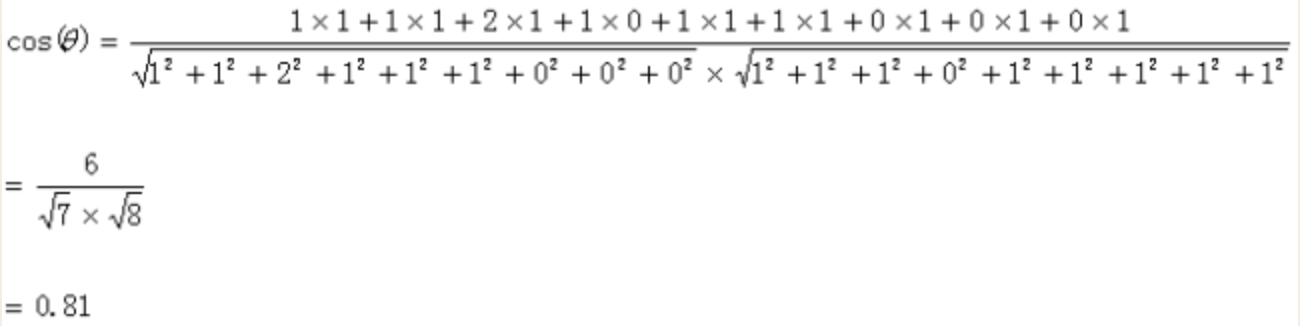 cos(θ) = (1×1+1×1+2×1+1×0+1×1+1×1+0×1+0×1+0×1) / (√(1²+1²+2²+1²+1²+1²+0²+0²+0²) × √(1²+1²+1²+0²+1²+1²+1²+1²+1²))
= 6 / (√7 × √8)
= 0.81